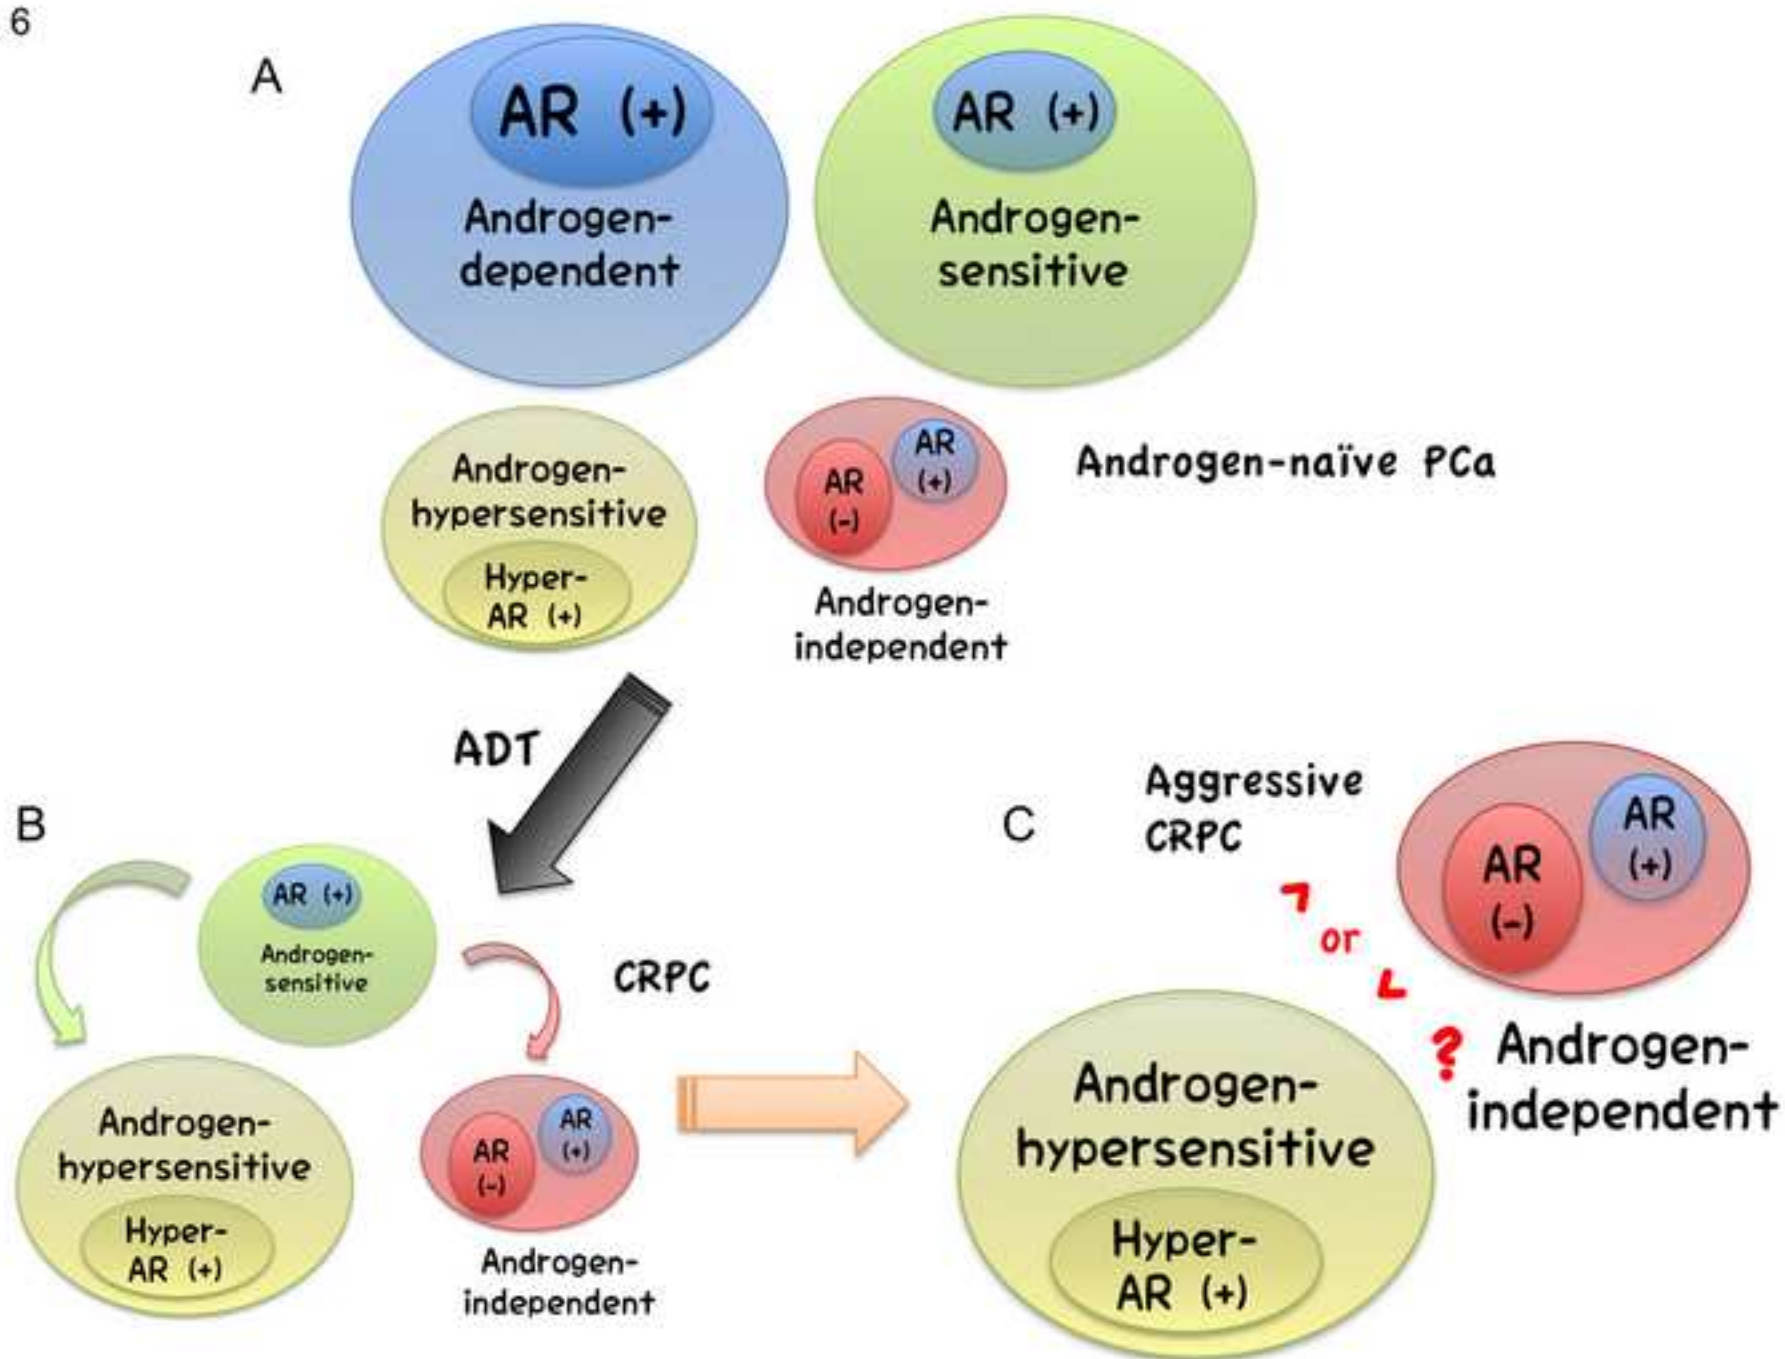 6
A
AR (+)
Androgen-
dependent
AR (+)
Androgen-
sensitive
Androgen-
hypersensitive
Hyper-
AR (+)
AR
(-)
AR
(+)
Androgen-
independent
Androgen-naïve PCa
ADT
B
AR (+)
Androgen-
sensitive
CRPC
Androgen-
hypersensitive
Hyper-
AR (+)
AR
(-)
AR
(+)
Androgen-
independent
C
Aggressive
CRPC
AR
(-)
AR
(+)
>
or
<
?
Androgen-
independent
Androgen-
hypersensitive
Hyper-
AR (+)